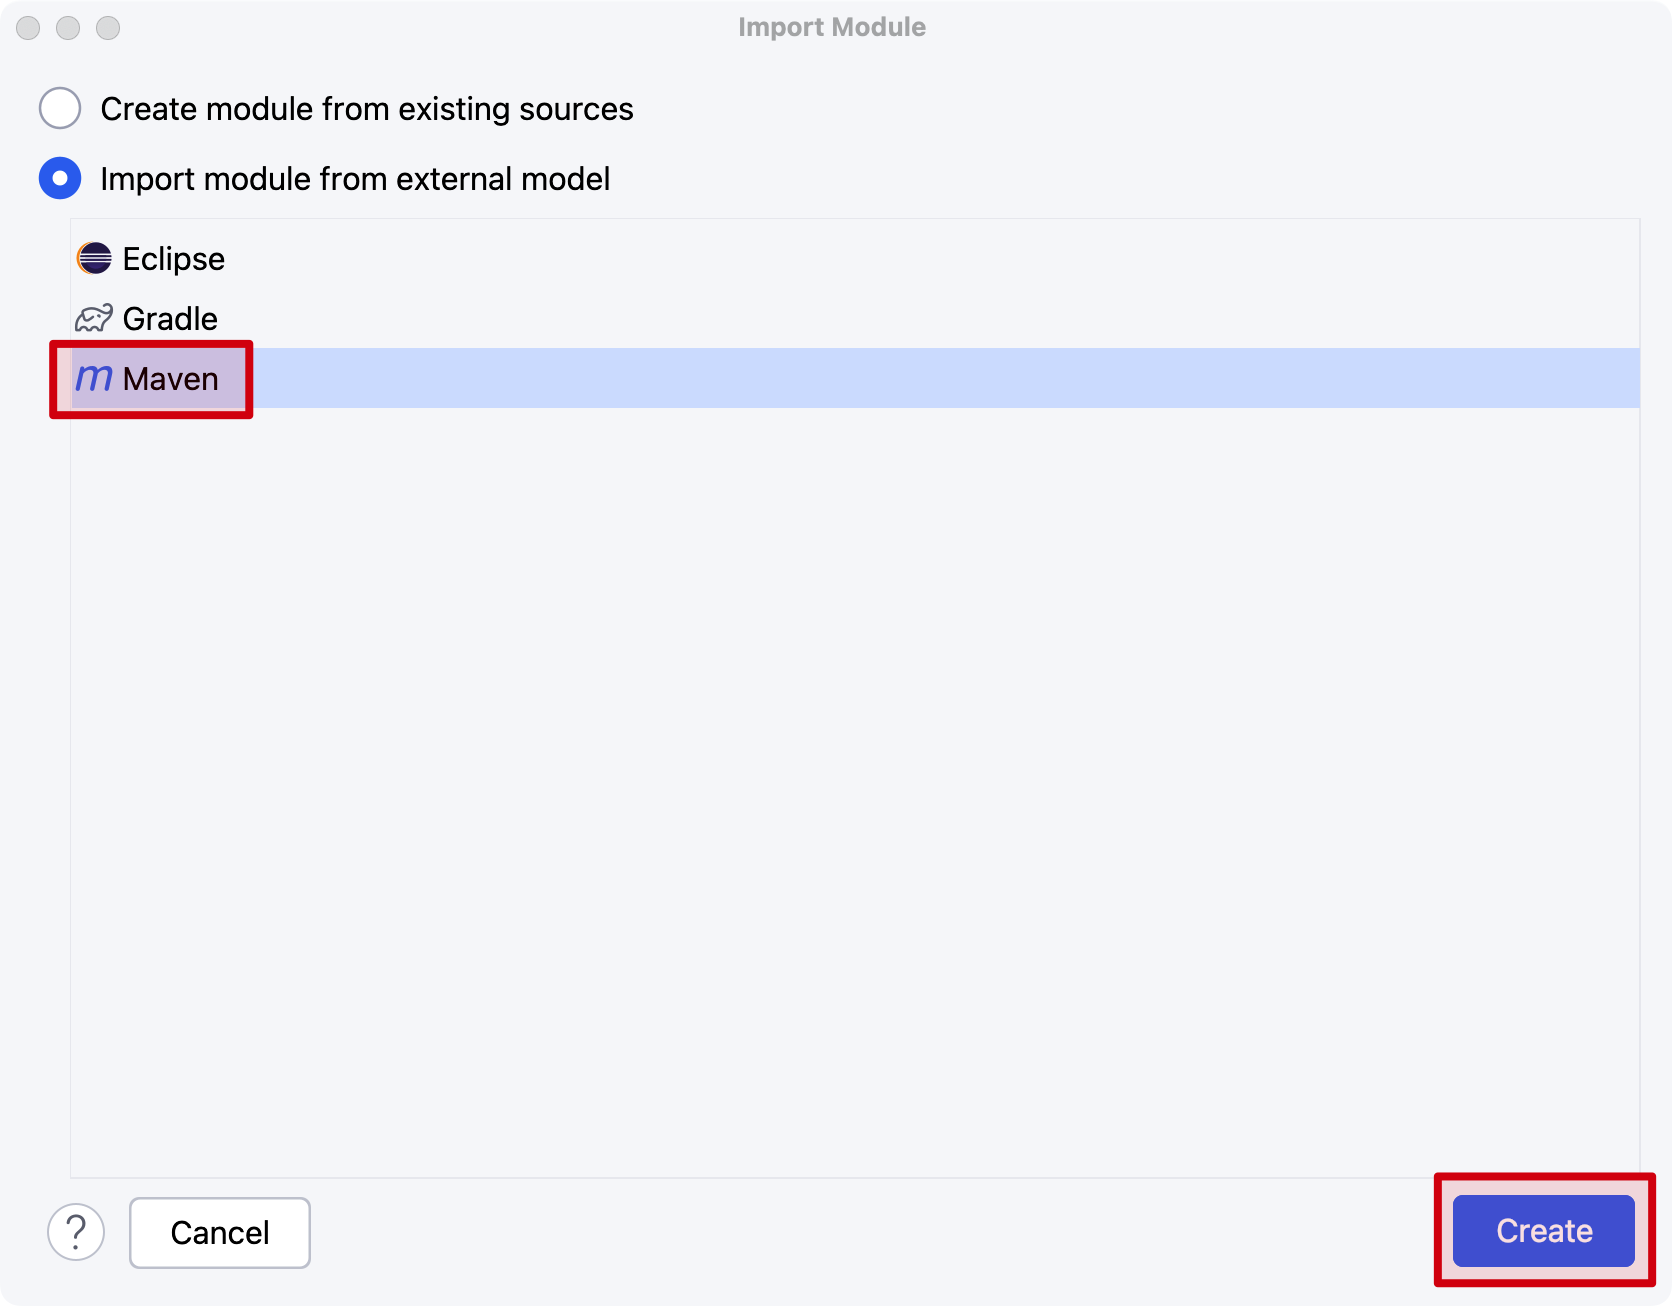 Import Module
Create module from existing sources
Import module from external model
Eclipse
Gradle
m Maven
? Cancel Create